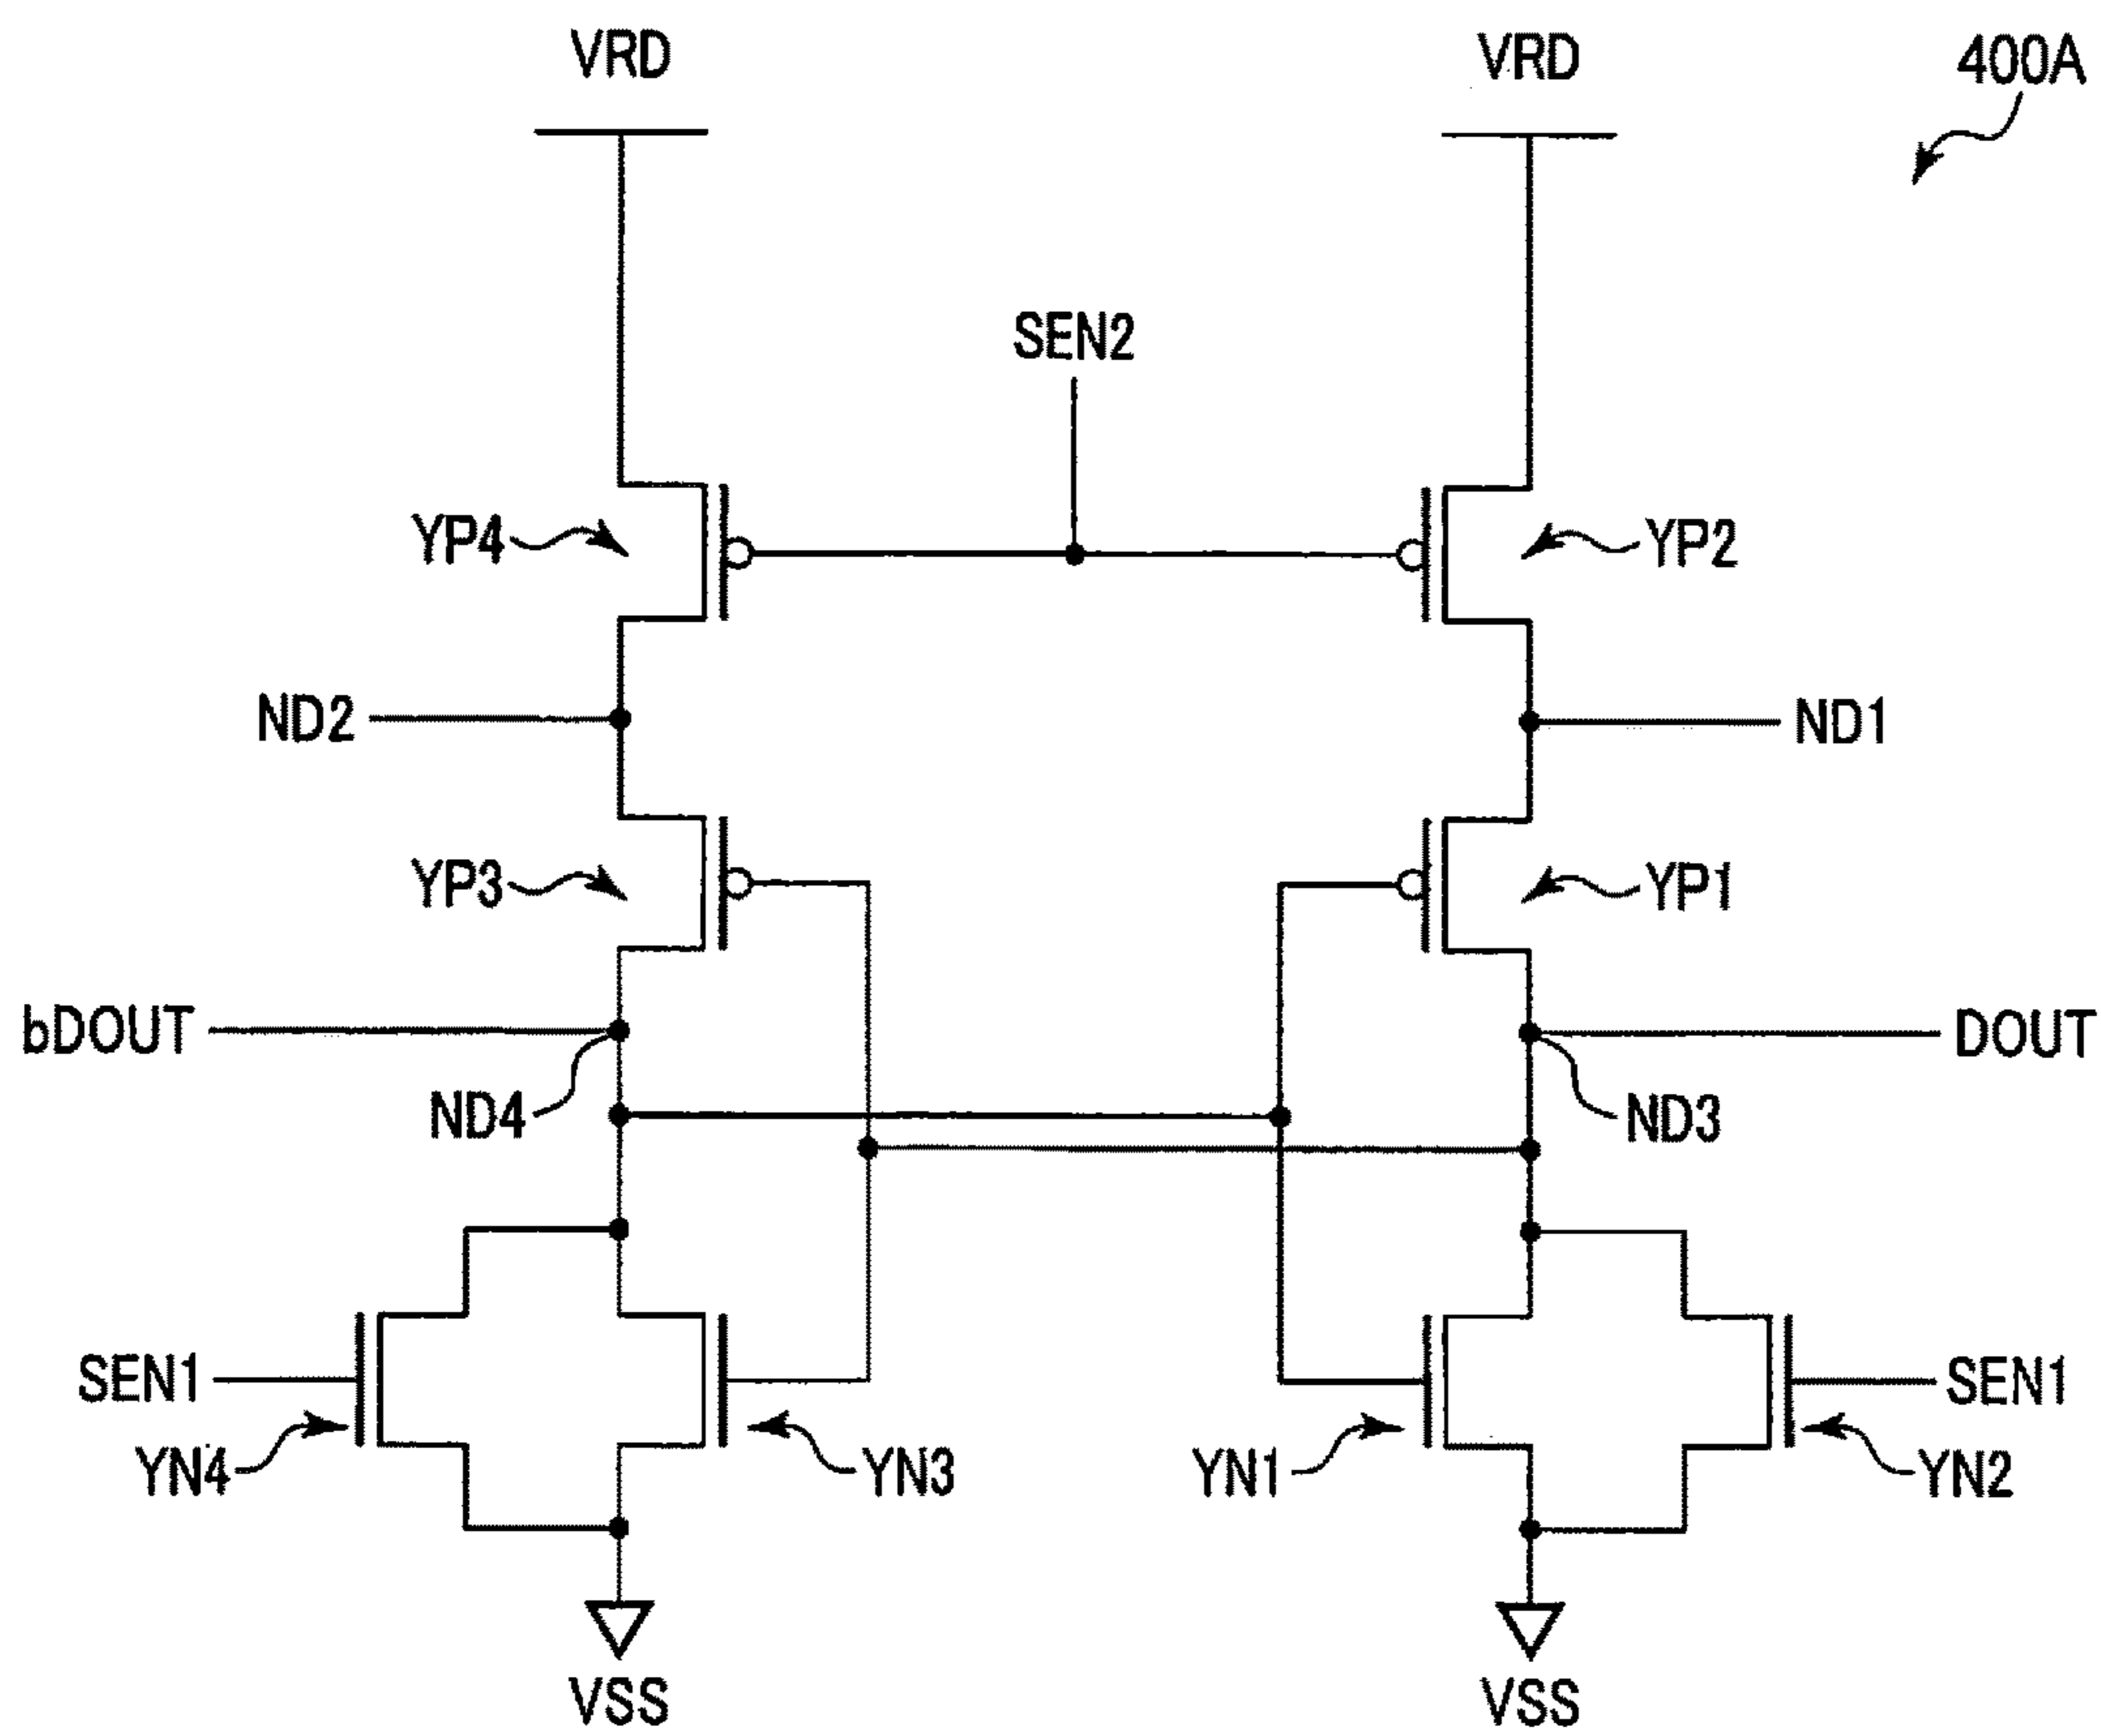 VRD
VRD
400A
SEN2
YP4
YP2
ND2
ND1
YP3
YP1
bDOUT
DOUT
ND4
ND3
SEN1
SEN1
YN4
YN3
YN1
YN2
VSS
VSS